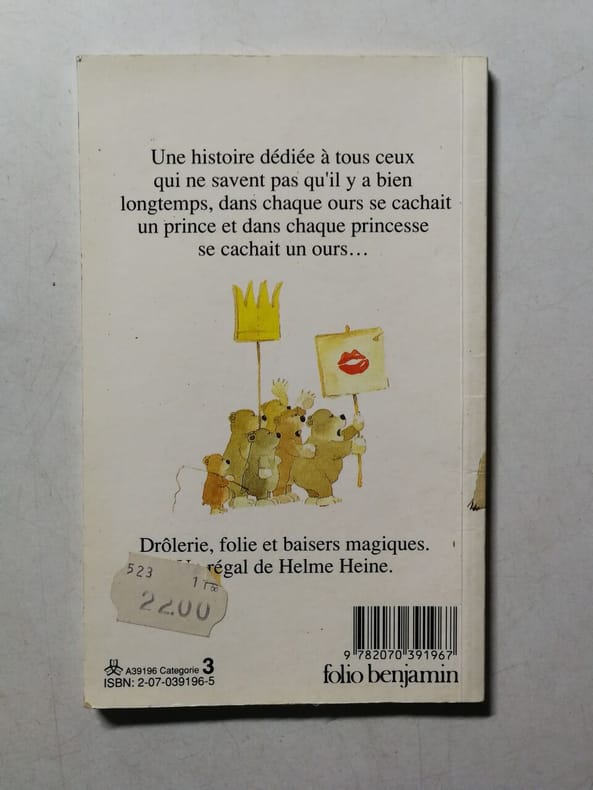 Une histoire dédiée à tous ceux
qui ne savent pas qu'il y a bien
longtemps, dans chaque ours se cachait
un prince et dans chaque princesse
se cachait un ours…
Drôlerie, folie et baisers magiques.
régal de Helme Heine.
523
22.00
9 782070 391967
A39196 Categorie 3
ISBN: 2-07-039196-5
folio benjamin